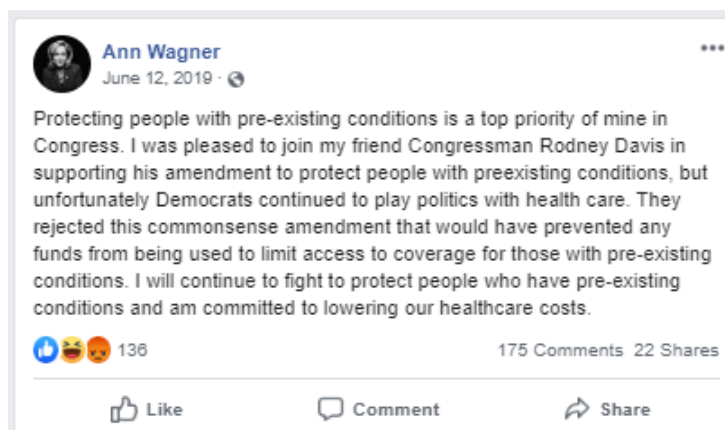 Ann Wagner
June 12, 2019 ·
Protecting people with pre-existing conditions is a top priority of mine in
Congress. I was pleased to join my friend Congressman Rodney Davis in
supporting his amendment to protect people with preexisting conditions, but
unfortunately Democrats continued to play politics with health care. They
rejected this commonsense amendment that would have prevented any
funds from being used to limit access to coverage for those with pre-existing
conditions. I will continue to fight to protect people who have pre-existing
conditions and am committed to lowering our healthcare costs.
136 175 Comments 22 Shares
Like Comment Share